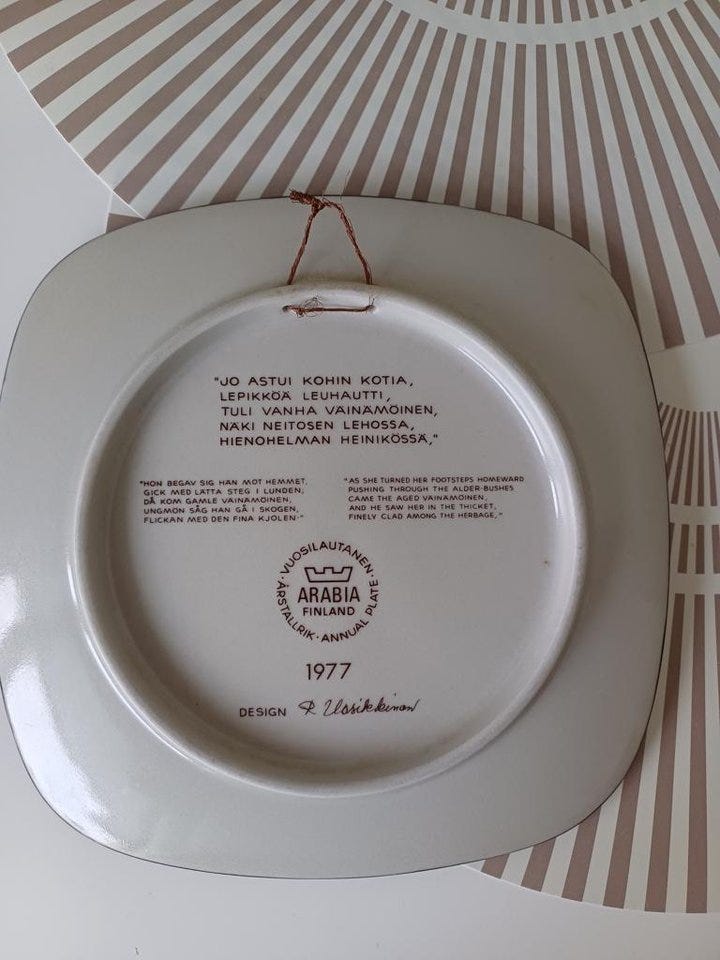 "JO ASTUI KOHIN KOTIA,
LEPIKKÖÄ LEUHAUTTI,
TULI VANHA VÄINÄMÖINEN,
NÄKI NEITOSEN LEHOSSA,
HIENOHELMAN HEINIKÖSSÄ,"
"HON BEGAV SIG HÄN MOT HEMMET,
GICK MED LÄTTA STEG I LUNDEN;
DÅ KOM GAMLE VÄINÄMÖINEN,
UNGMÖN SÅG HAN GÅ I SKOGEN,
FLICKAN MED DEN FINA KJOLEN·"
"AS SHE TURNED HER FOOTSTEPS HOMEWARD
PUSHING THROUGH THE ALDER-BUSHES
CAME THE AGED VÄINÄMÖINEN,
AND HE SAW HER IN THE THICKET,
FINELY CLAD AMONG THE HERBAGE,"
· VUOSILAUTANEN ·
ARABIA
FINLAND
ÅRSTALLRIK · ANNUAL PLATE
1977
DESIGN R. Uosikkinen